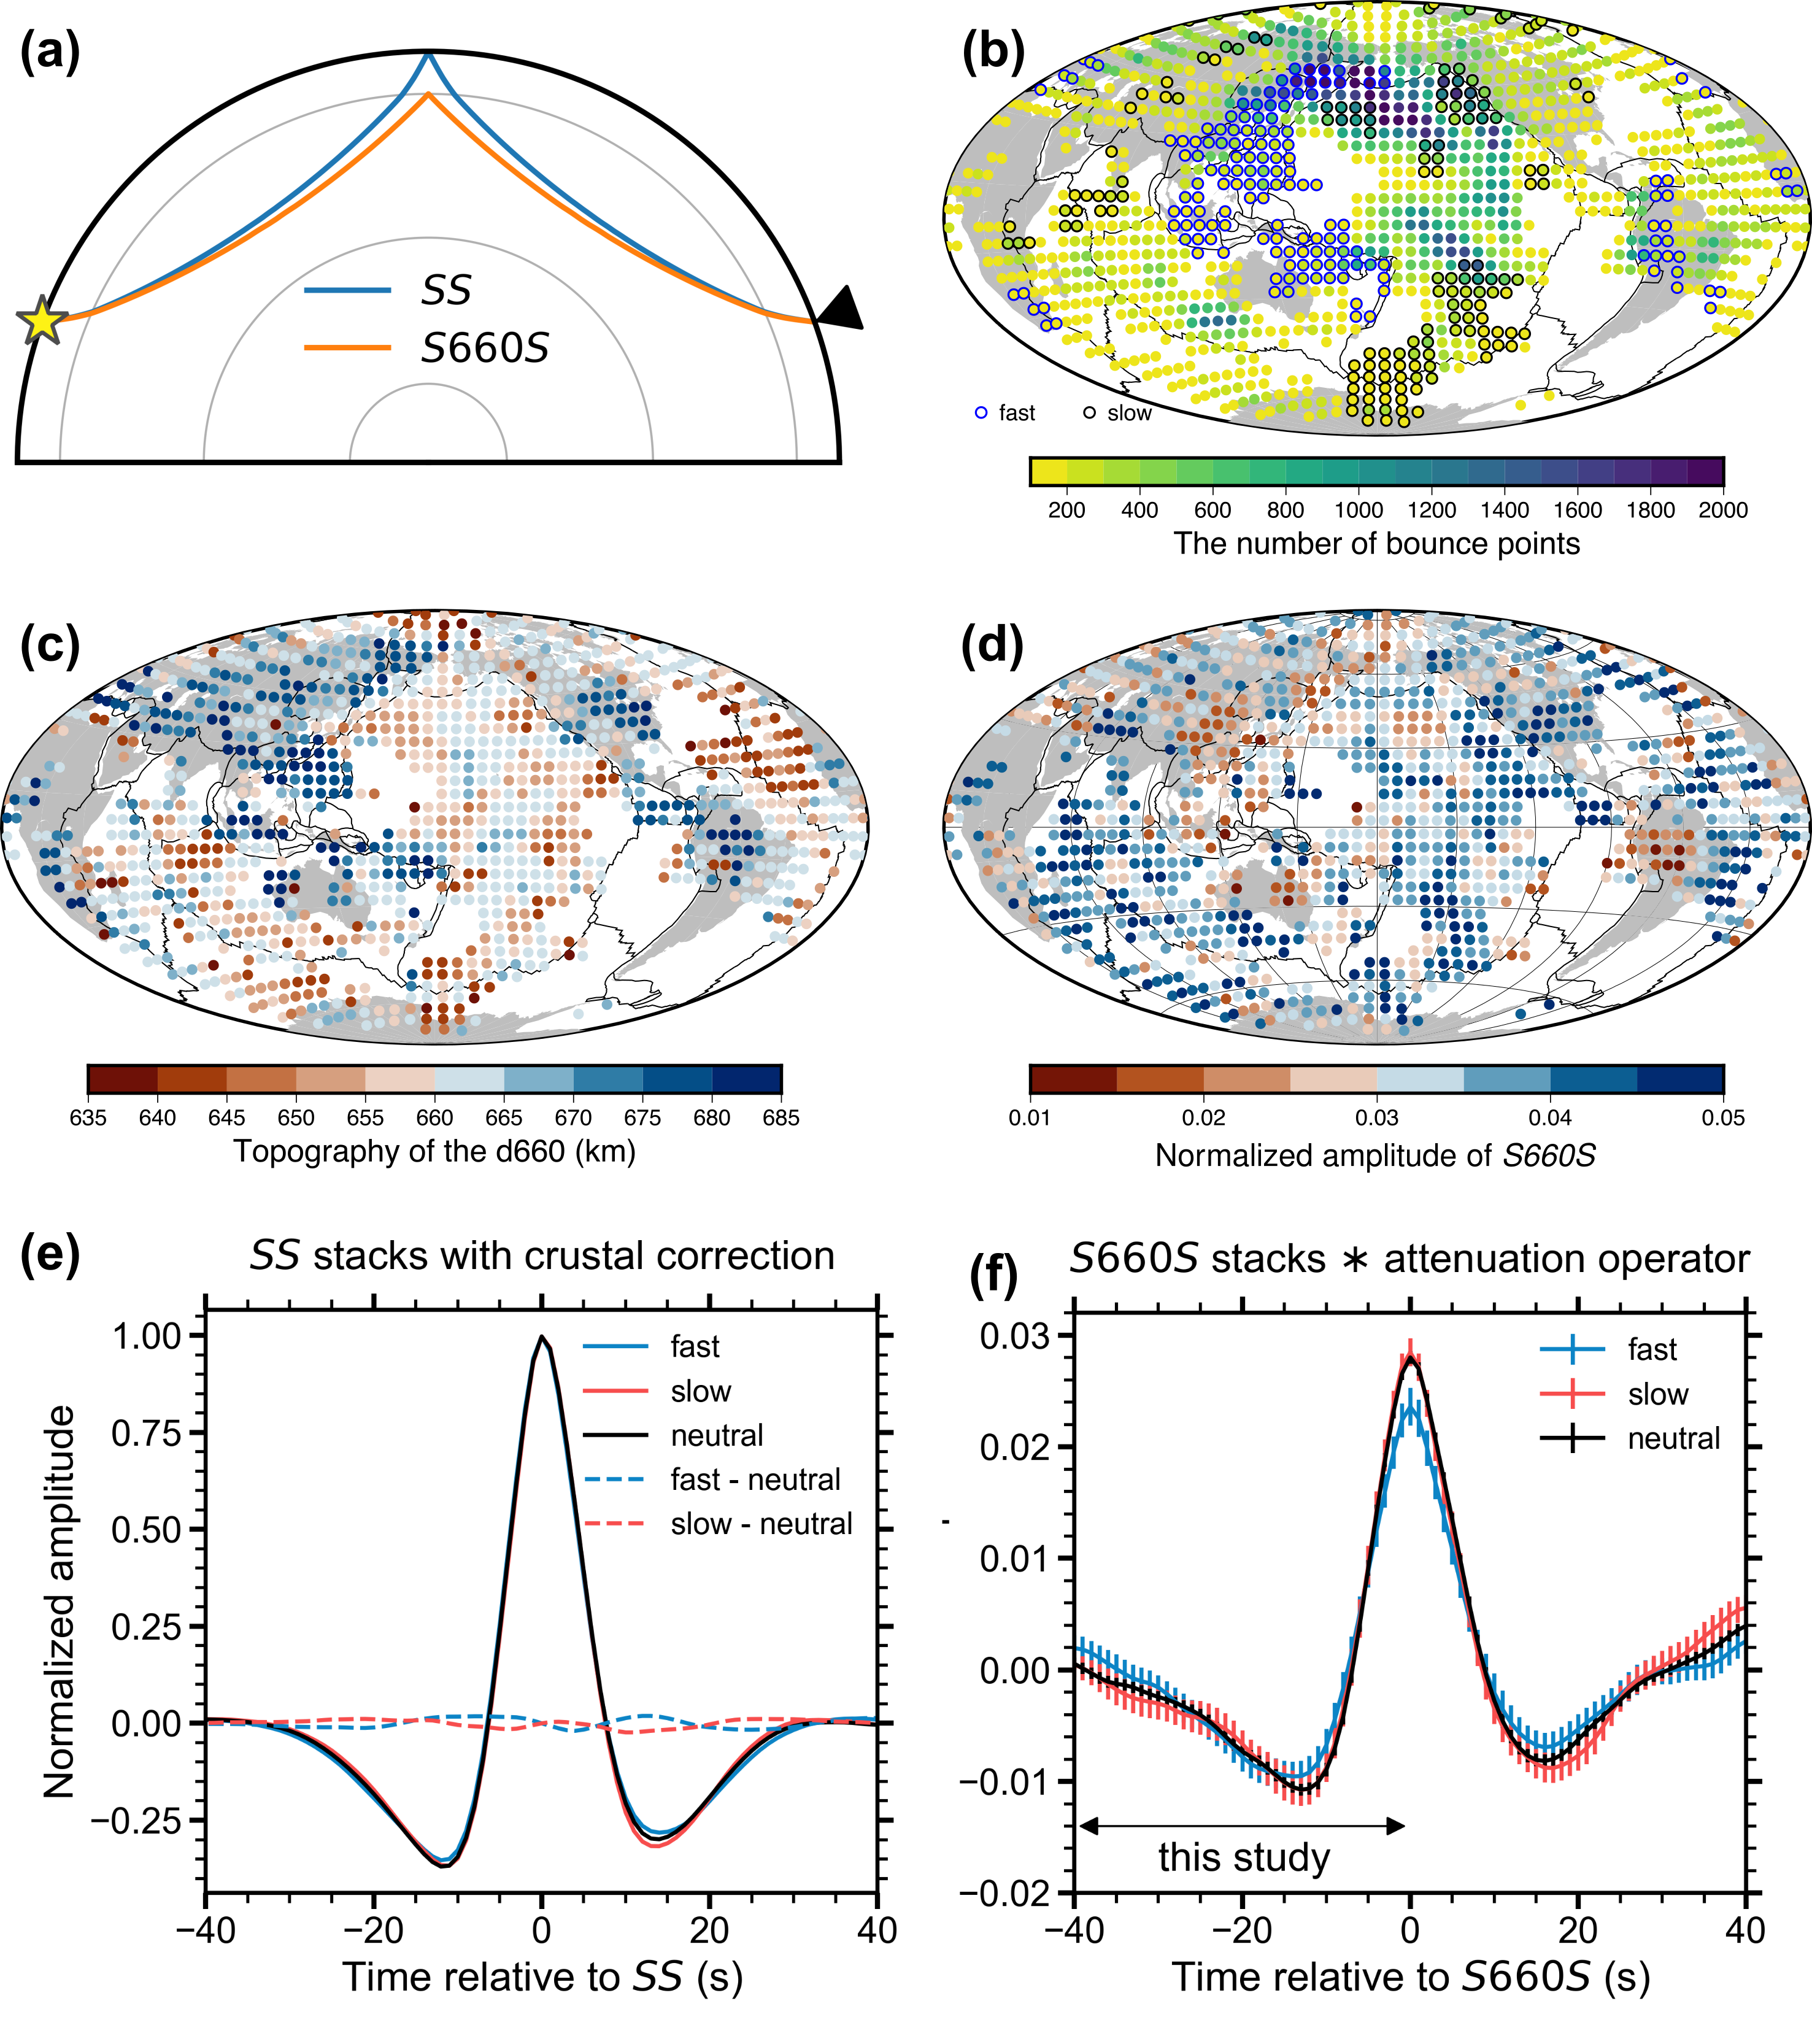 (a)
SS
S660S
(b)
fast
slow
200 400 600 800 1000 1200 1400 1600 1800 2000
The number of bounce points
(c)
635 640 645 650 655 660 665 670 675 680 685
Topography of the d660 (km)
(d)
0.01 0.02 0.03 0.04 0.05
Normalized amplitude of S660S
(e)
SS stacks with crustal correction
1.00
0.75
0.50
0.25
0.00
−0.25
Normalized amplitude
fast
slow
neutral
fast - neutral
slow - neutral
−40 −20 0 20 40
Time relative to SS (s)
(f)
S660S stacks ∗ attenuation operator
0.03
0.02
0.01
0.00
−0.01
−0.02
-
fast
slow
neutral
this study
−40 −20 0 20 40
Time relative to S660S (s)